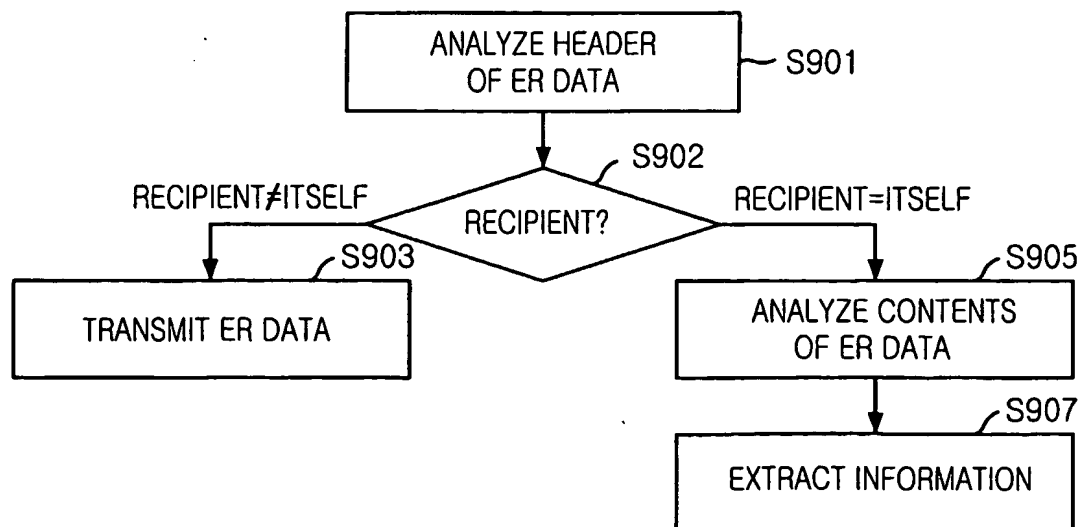 ANALYZE HEADER
OF ER DATA
S901
S902
RECIPIENT≠ITSELF
RECIPIENT?
RECIPIENT=ITSELF
S903
TRANSMIT ER DATA
S905
ANALYZE CONTENTS
OF ER DATA
S907
EXTRACT INFORMATION